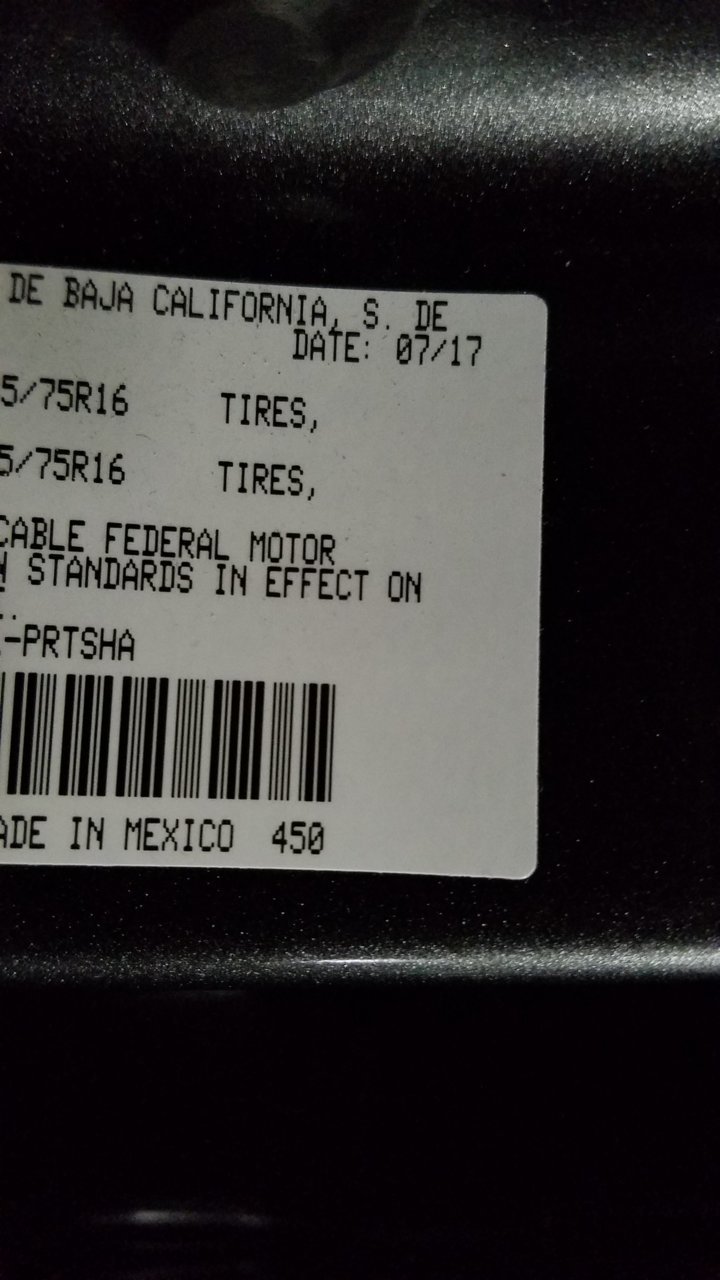 DE BAJA CALIFORNIA, S. DE
DATE: 07/17
5/75R16 TIRES,
5/75R16 TIRES,
CABLE FEDERAL MOTOR
N STANDARDS IN EFFECT ON
-PRTSHA
ADE IN MEXICO 450